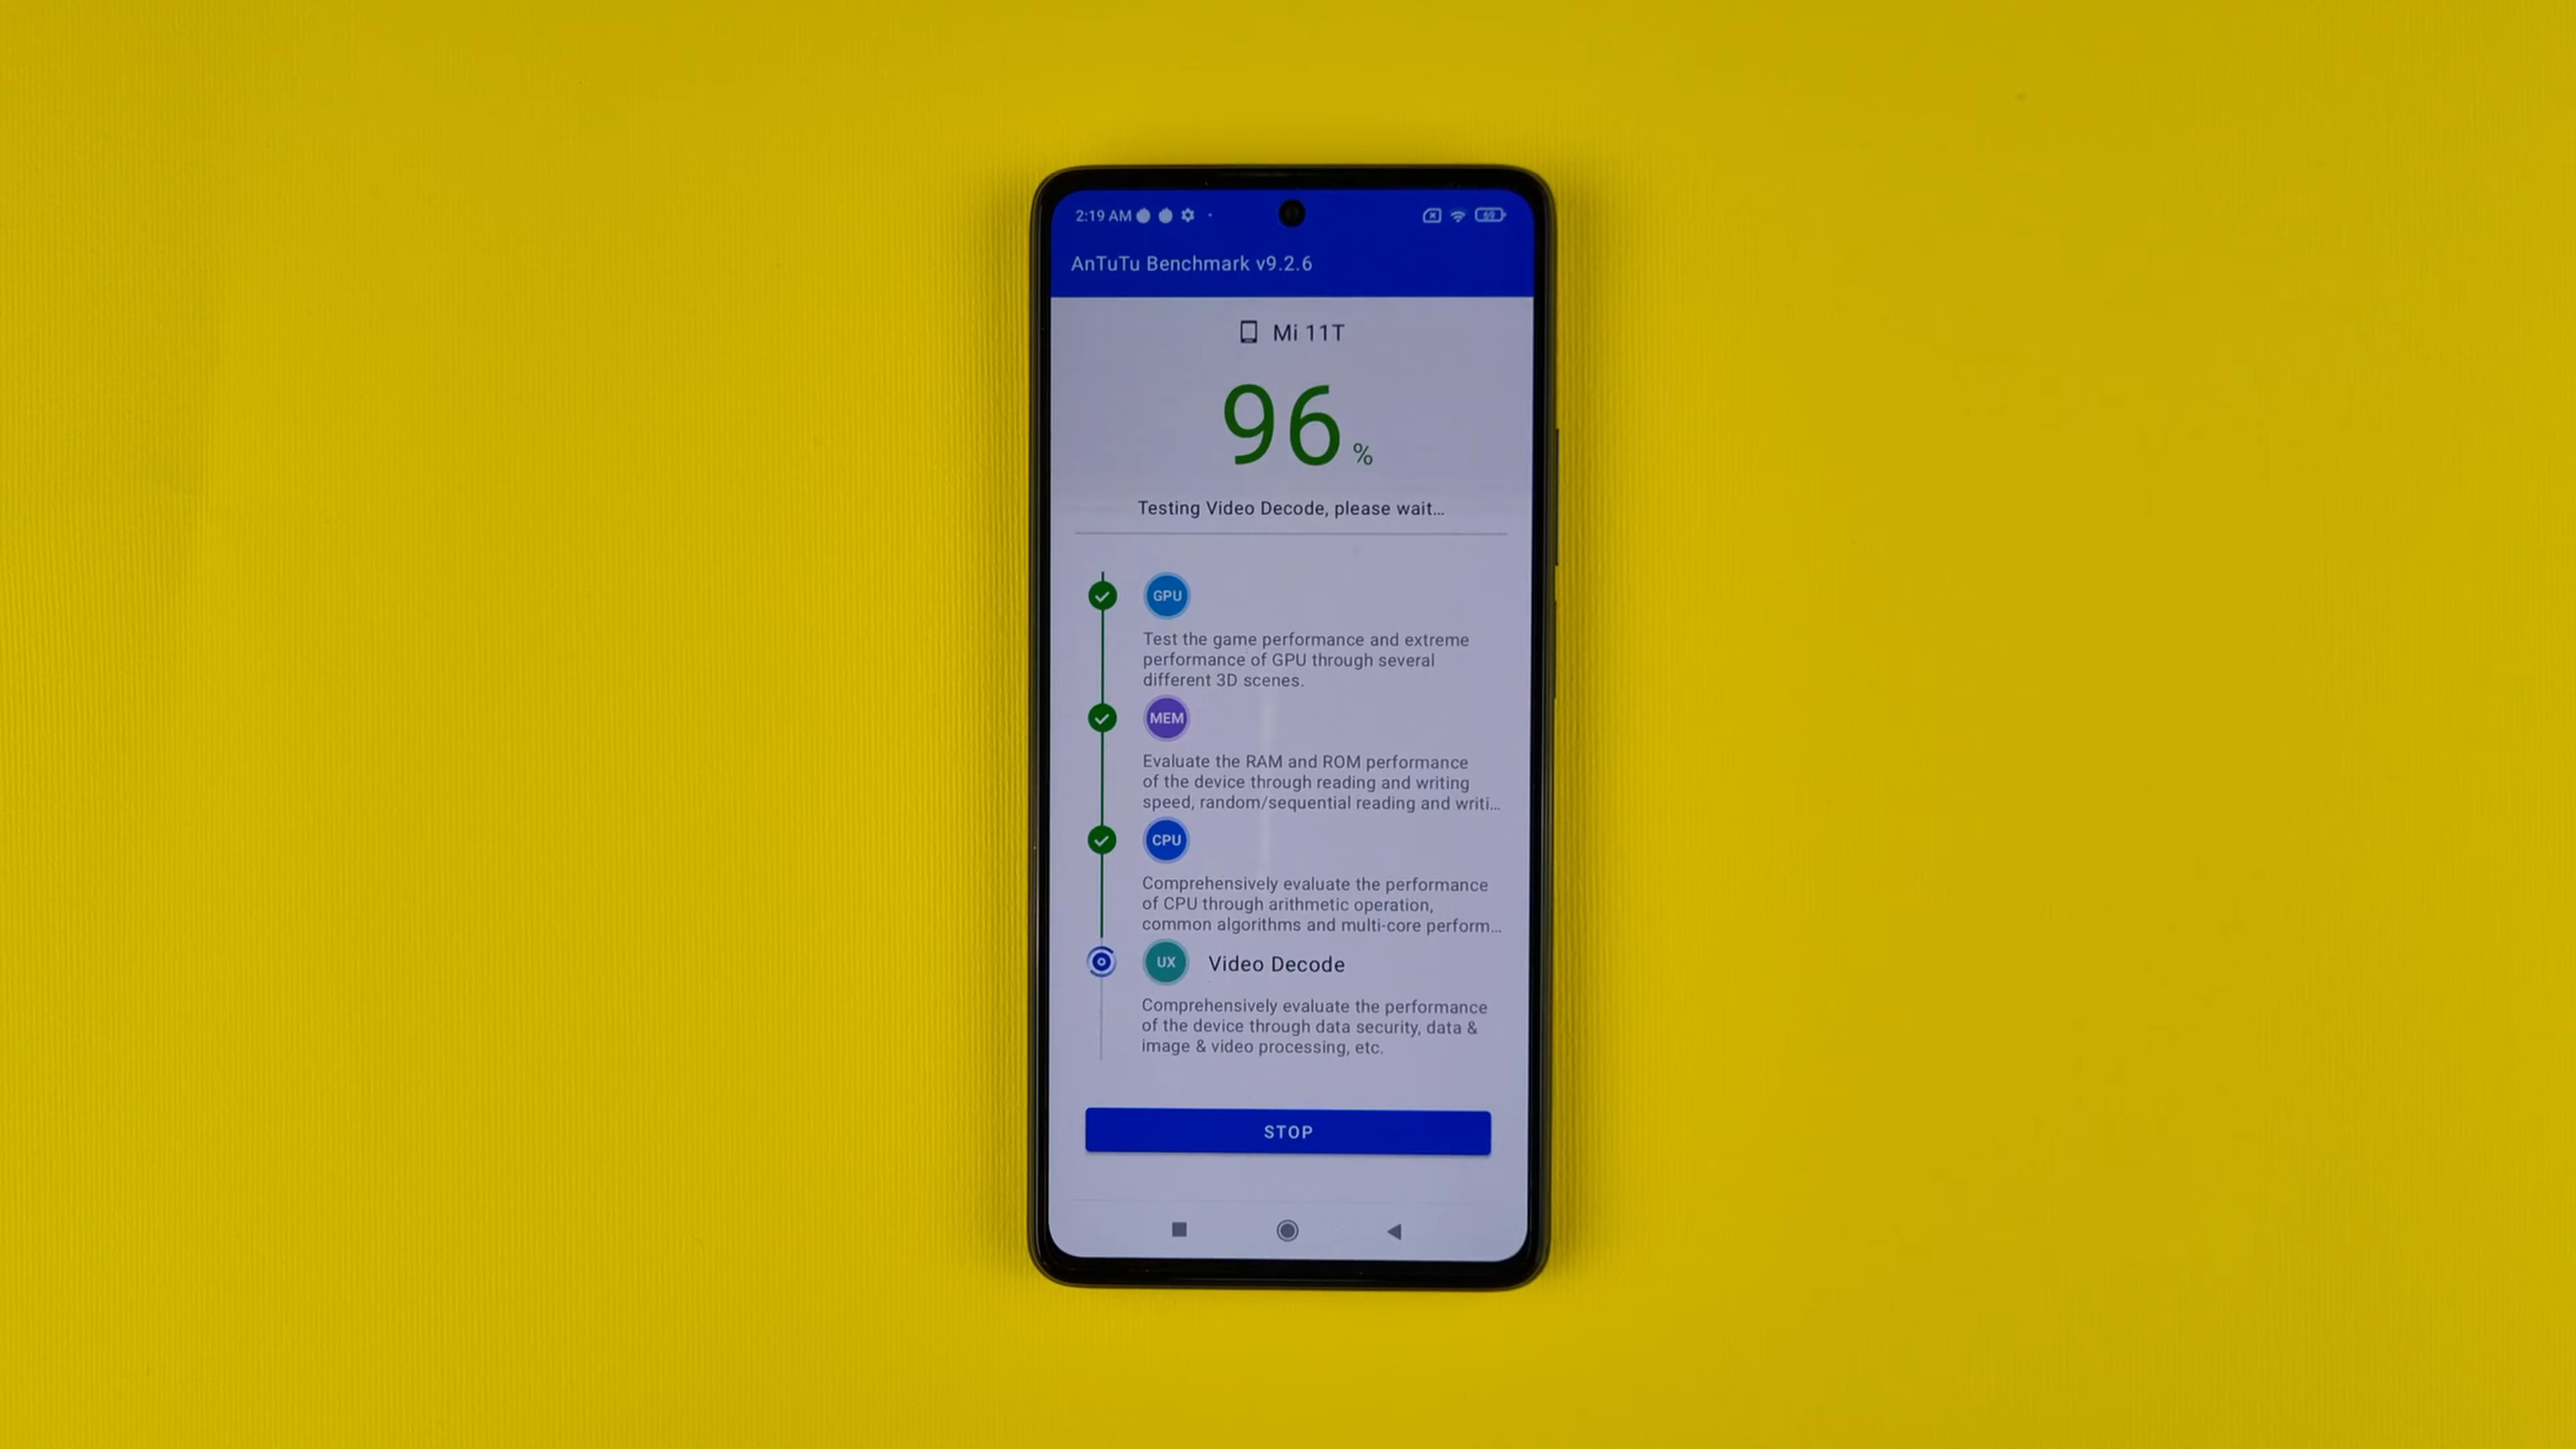 2:19 AM
69
AnTuTu Benchmark v9.2.6
Mi 11T
96 %
Testing Video Decode, please wait...
GPU
Test the game performance and extreme
performance of GPU through several
different 3D scenes.
MEM
Evaluate the RAM and ROM performance
of the device through reading and writing
speed, random/sequential reading and writi...
CPU
Comprehensively evaluate the performance
of CPU through arithmetic operation,
common algorithms and multi-core perform...
UX Video Decode
Comprehensively evaluate the performance
of the device through data security, data &
image & video processing, etc.
STOP